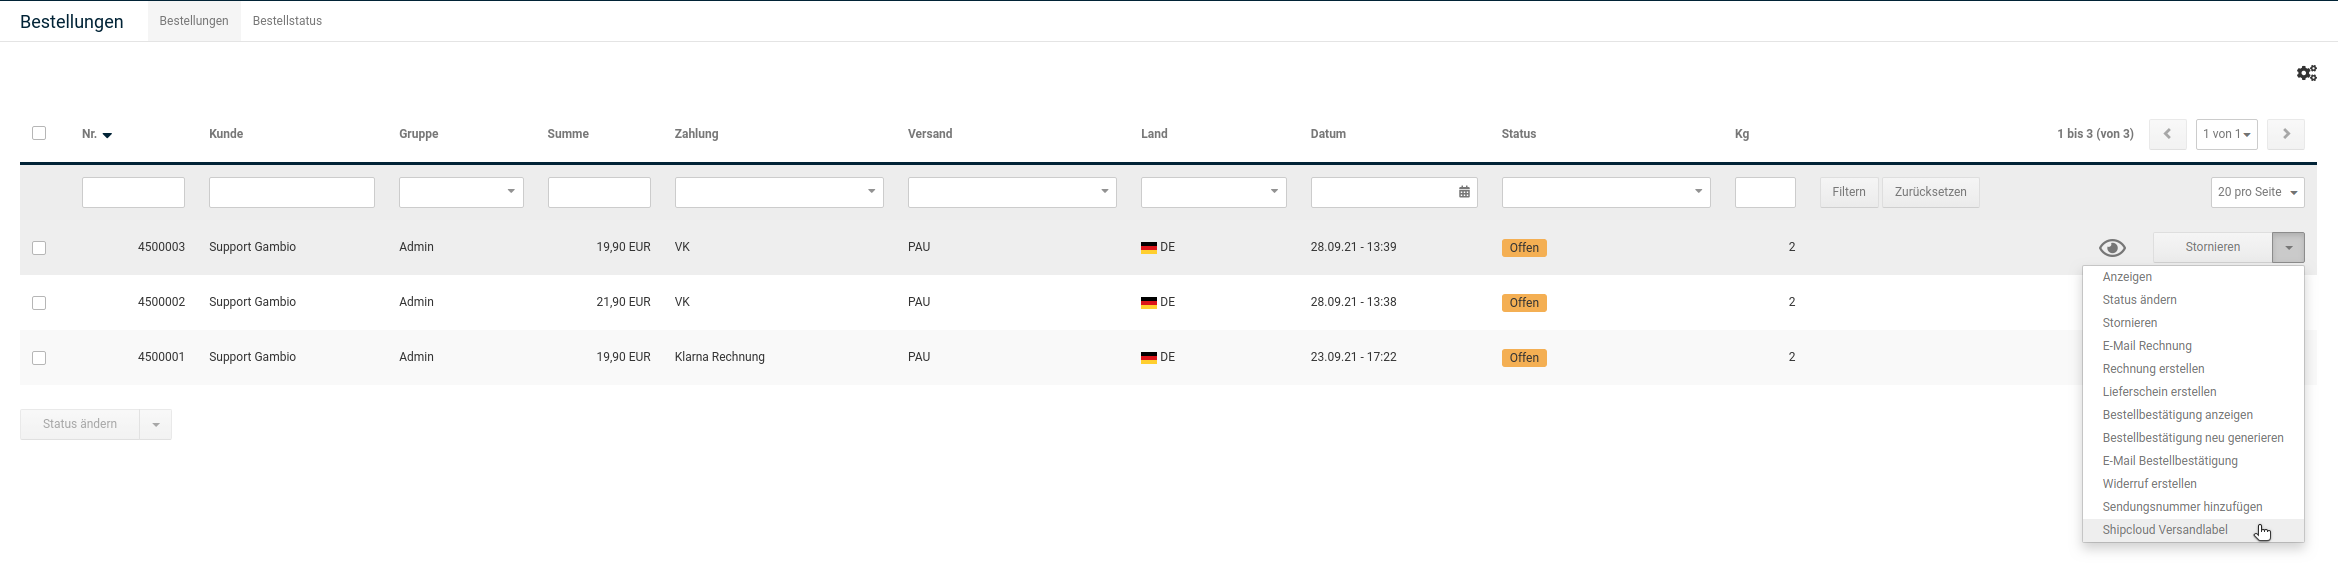 Bestellungen Bestellungen Bestellstatus
Nr. Kunde Gruppe Summe Zahlung Versand Land Datum Status Kg 1 bis 3 (von 3) 1 von 1
Filtern Zurücksetzen 20 pro Seite
4500003 Support Gambio Admin 19,90 EUR VK PAU DE 28.09.21 - 13:39 Offen 2 Stornieren
Anzeigen
Status ändern
4500002 Support Gambio Admin 21,90 EUR VK PAU DE 28.09.21 - 13:38 Offen 2
Stornieren
E-Mail Rechnung
4500001 Support Gambio Admin 19,90 EUR Klarna Rechnung PAU DE 23.09.21 - 17:22 Offen 2
Rechnung erstellen
Lieferschein erstellen
Bestellbestätigung anzeigen
Status ändern
Bestellbestätigung neu generieren
E-Mail Bestellbestätigung
Widerruf erstellen
Sendungsnummer hinzufügen
Shipcloud Versandlabel